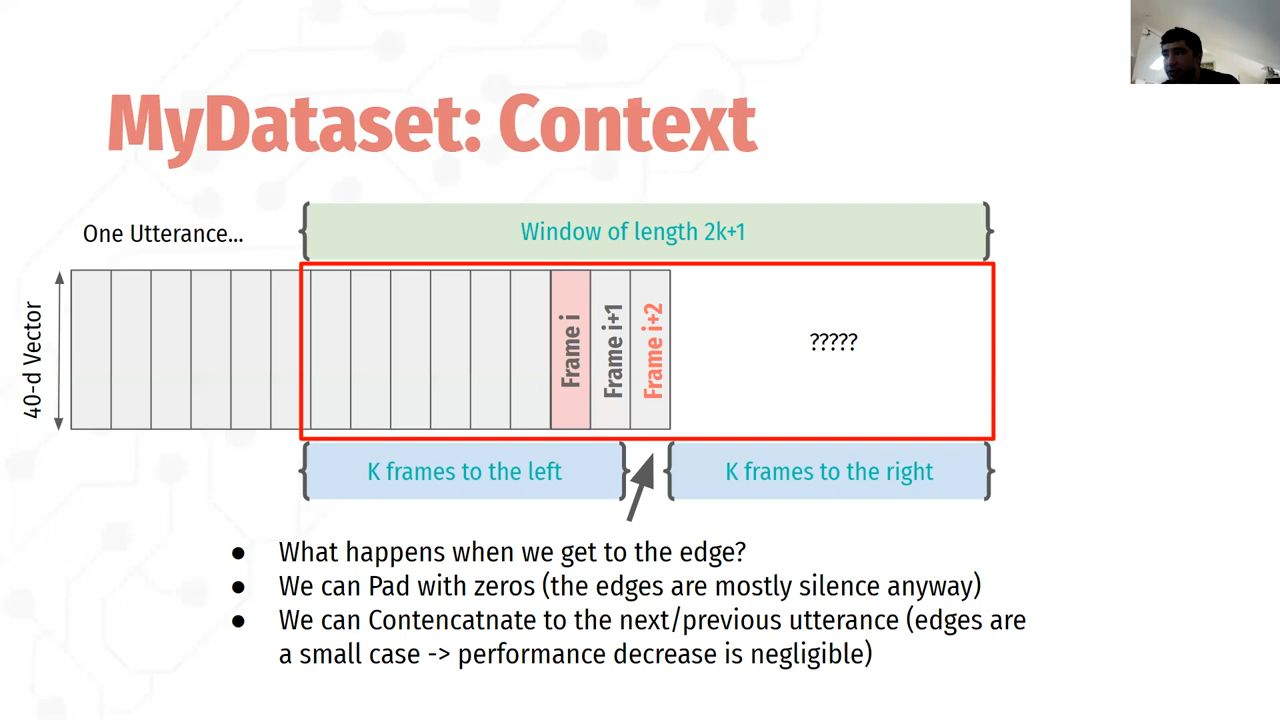 MyDataset: Context
One Utterance...
Window of length 2k+1
40-d Vector
Frame i
Frame i+1
Frame i+2
?????
K frames to the left
K frames to the right
● What happens when we get to the edge?
● We can Pad with zeros (the edges are mostly silence anyway)
● We can Contencatnate to the next/previous utterance (edges are
a small case -> performance decrease is negligible)